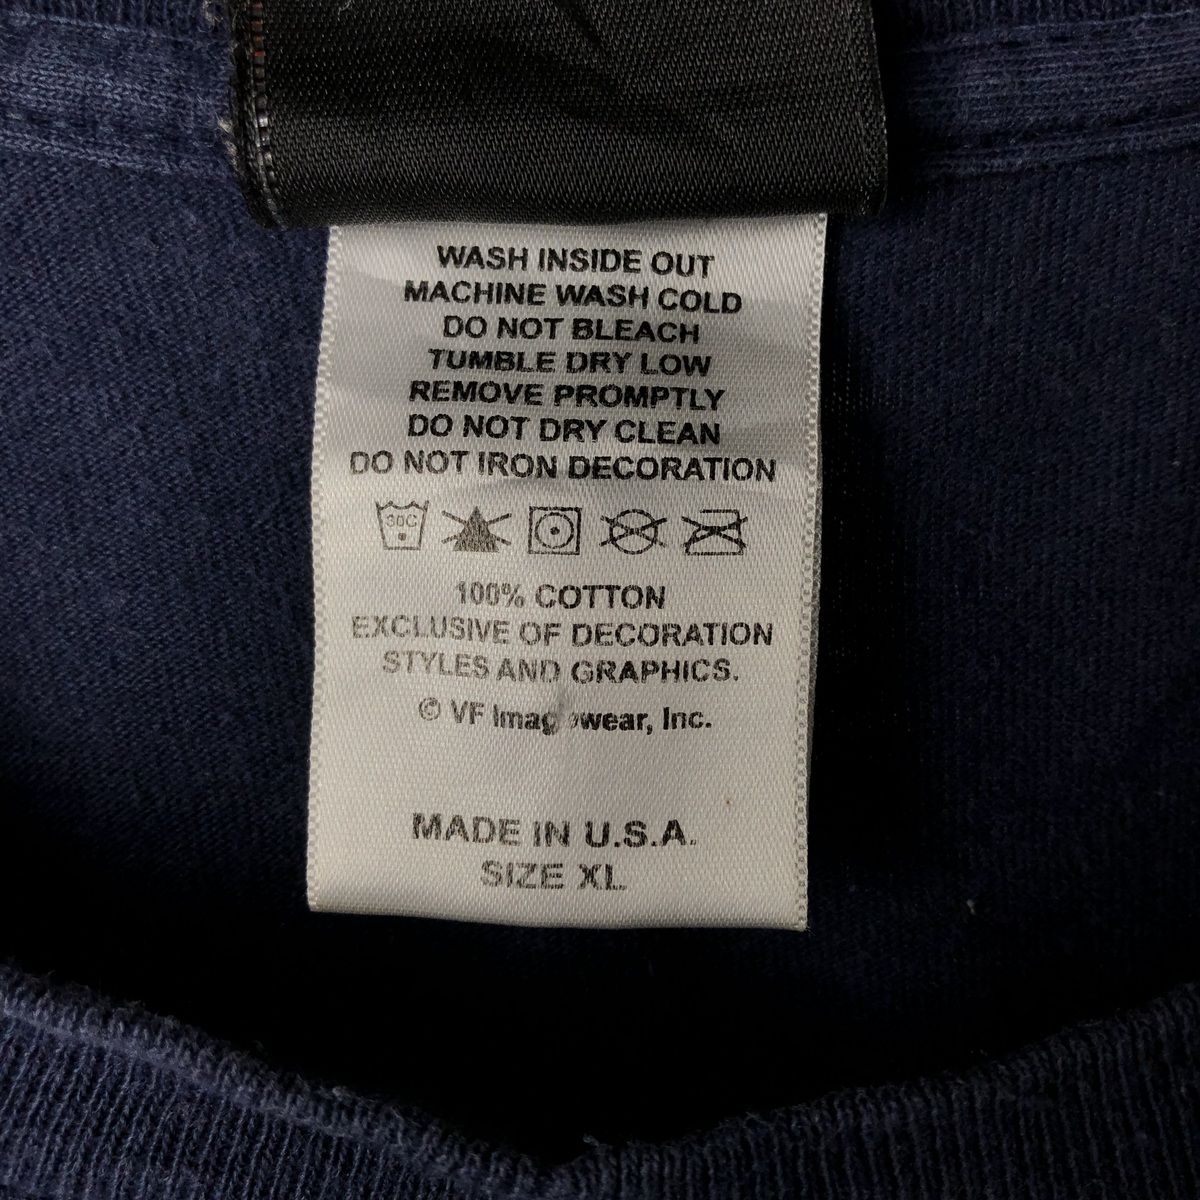 WASH INSIDE OUT
MACHINE WASH COLD
DO NOT BLEACH
TUMBLE DRY LOW
REMOVE PROMPTLY
DO NOT DRY CLEAN
DO NOT IRON DECORATION
30C
100% COTTON
EXCLUSIVE OF DECORATION
STYLES AND GRAPHICS.
© VF Imagewear, Inc.
MADE IN U.S.A.
SIZE XL